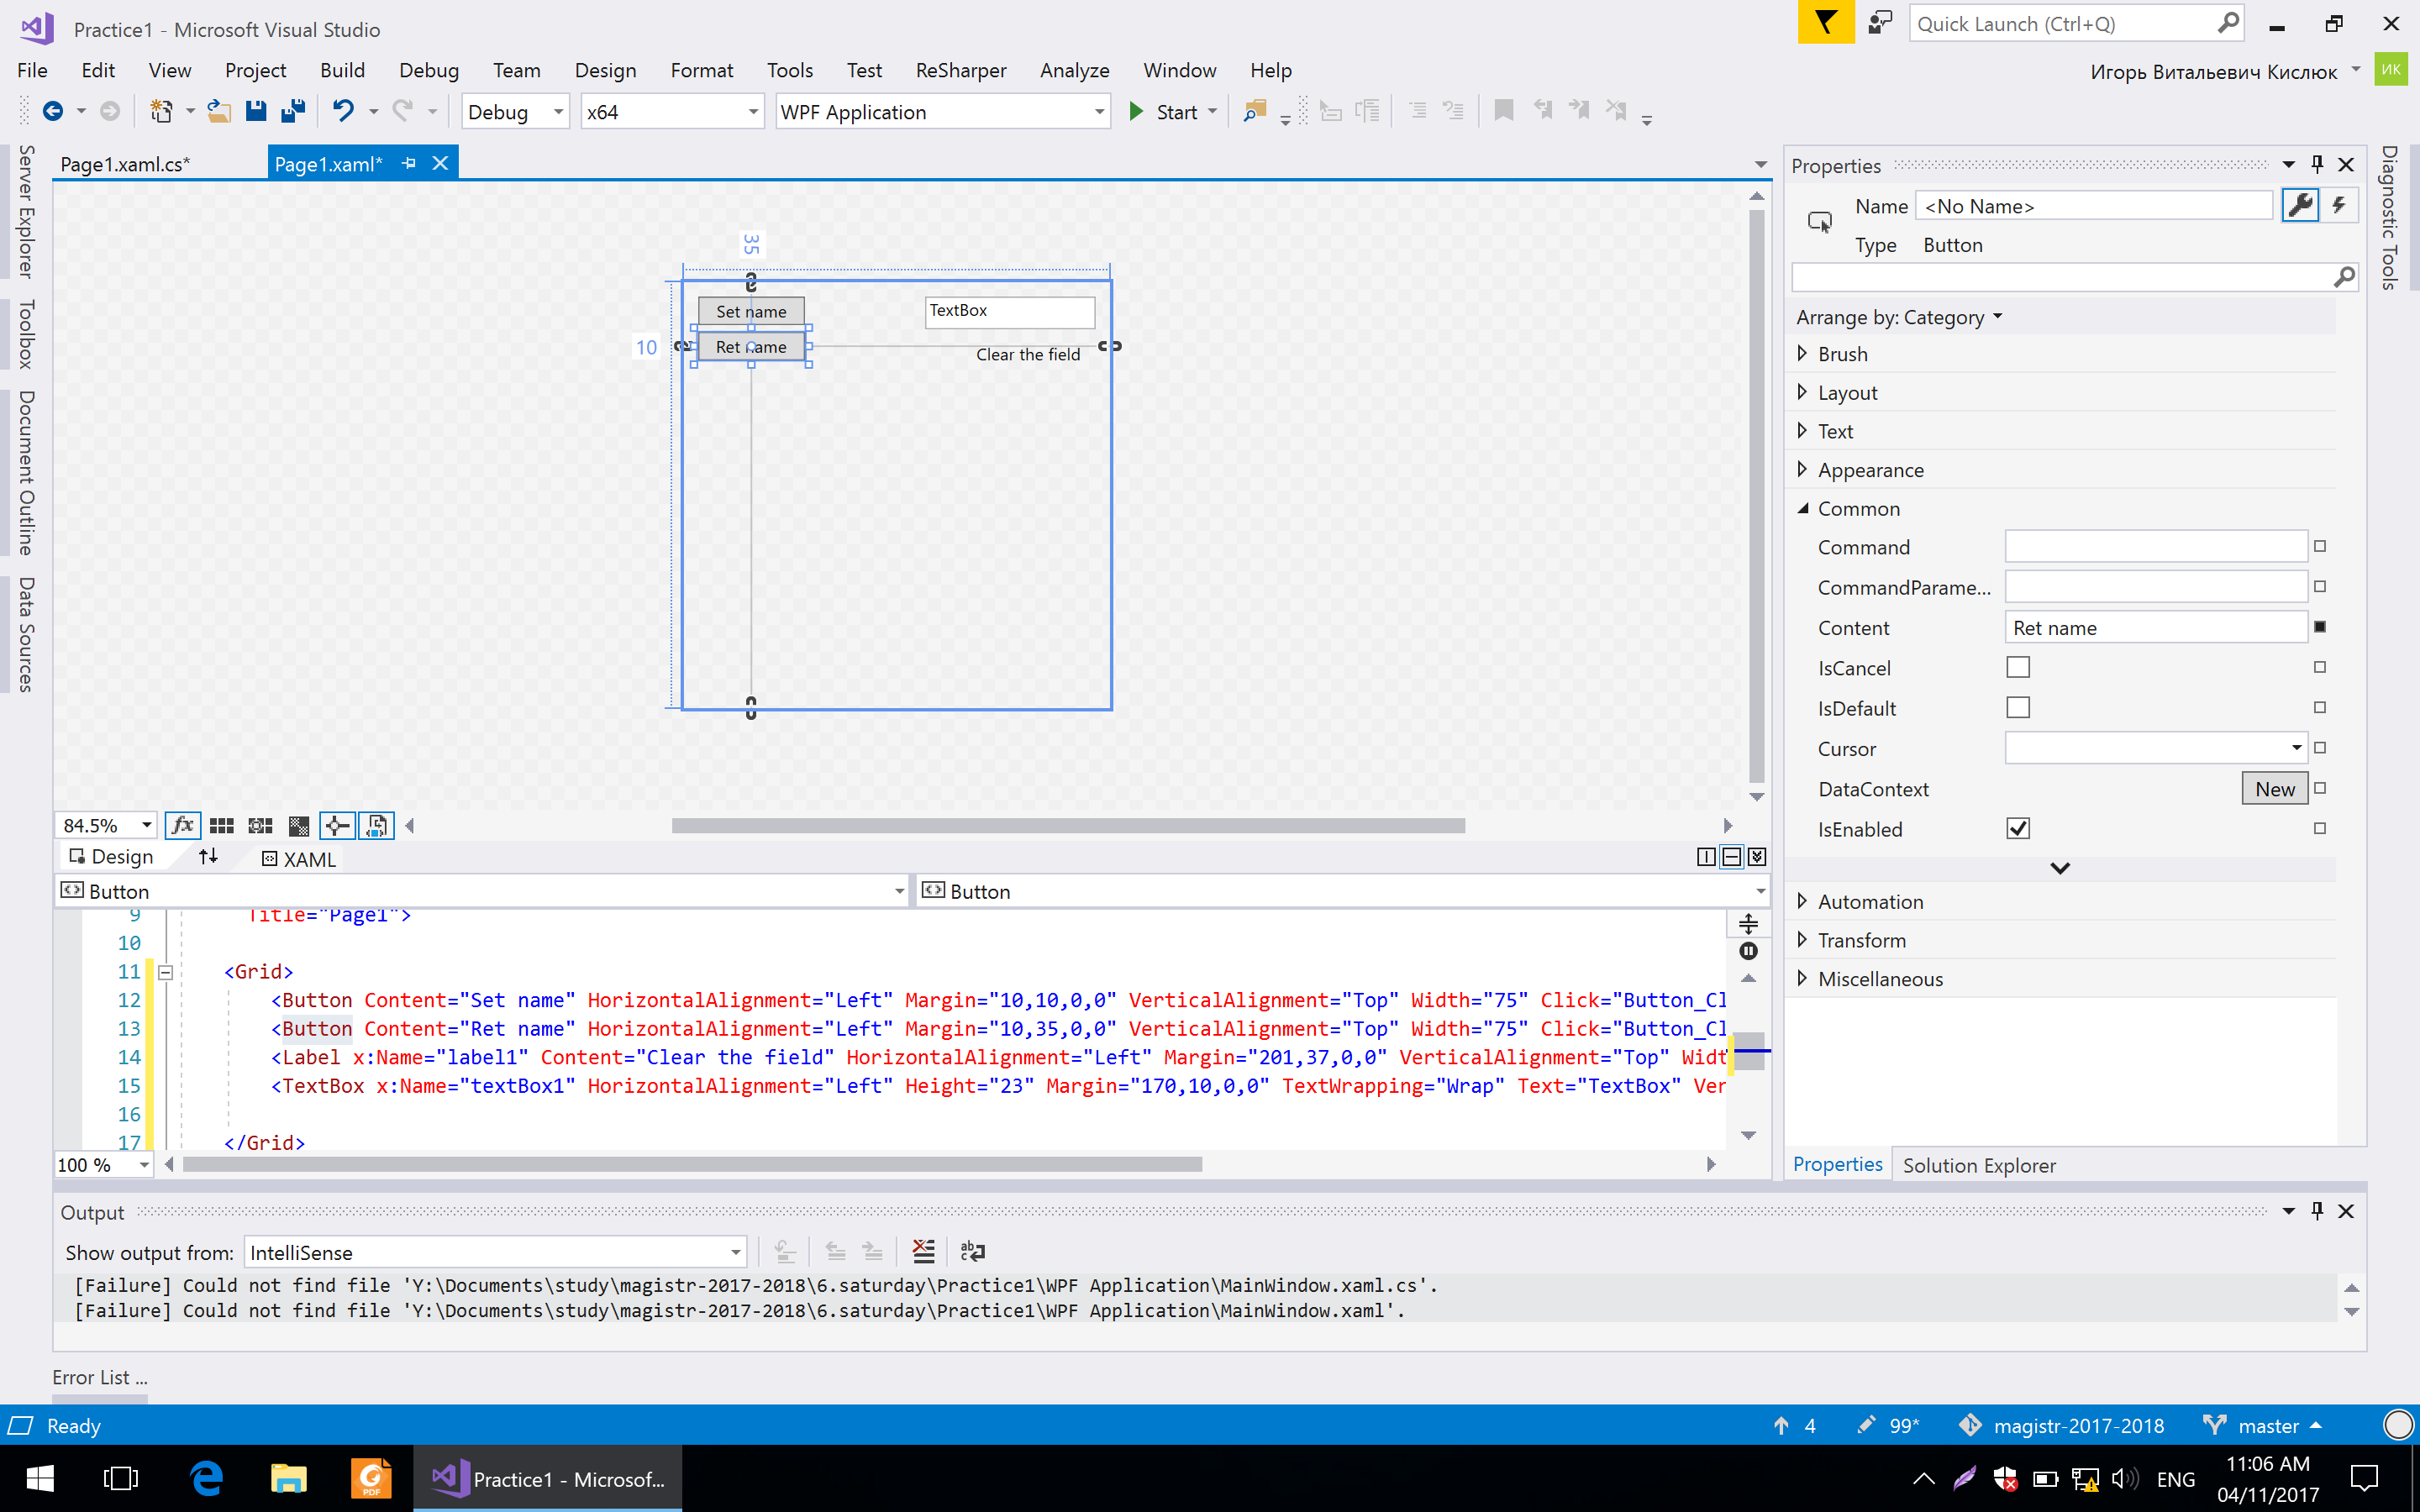 Practice1 - Microsoft Visual Studio
Quick Launch (Ctrl+Q)
File Edit View Project Build Debug Team Design Format Tools Test ReSharper Analyze Window Help
Игорь Витальевич Кислюк
ИК
Debug x64 WPF Application Start
Server Explorer
Toolbox
Document Outline
Data Sources
Page1.xaml.cs* Page1.xaml*
35
10
Set name
Ret name
TextBox
Clear the field
84.5%
fx
Design XAML
Button Button
9 Title="Page1">
10
11 <Grid>
12 <Button Content="Set name" HorizontalAlignment="Left" Margin="10,10,0,0" VerticalAlignment="Top" Width="75" Click="Button_Cl
13 <Button Content="Ret name" HorizontalAlignment="Left" Margin="10,35,0,0" VerticalAlignment="Top" Width="75" Click="Button_Cl
14 <Label x:Name="label1" Content="Clear the field" HorizontalAlignment="Left" Margin="201,37,0,0" VerticalAlignment="Top" Widt
15 <TextBox x:Name="textBox1" HorizontalAlignment="Left" Height="23" Margin="170,10,0,0" TextWrapping="Wrap" Text="TextBox" Ver
16
17 </Grid>
100 %
Properties
Name <No Name>
Type Button
Arrange by: Category
Brush
Layout
Text
Appearance
Common
Command
CommandParame...
Content Ret name
IsCancel
IsDefault
Cursor
DataContext New
IsEnabled
Automation
Transform
Miscellaneous
Properties Solution Explorer
Diagnostic Tools
Output
Show output from: IntelliSense
[Failure] Could not find file 'Y:\Documents\study\magistr-2017-2018\6.saturday\Practice1\WPF Application\MainWindow.xaml.cs'.
[Failure] Could not find file 'Y:\Documents\study\magistr-2017-2018\6.saturday\Practice1\WPF Application\MainWindow.xaml'.
Error List ...
Ready
4 99* magistr-2017-2018 master
PDF
Practice1 - Microsof...
ENG
11:06 AM
04/11/2017